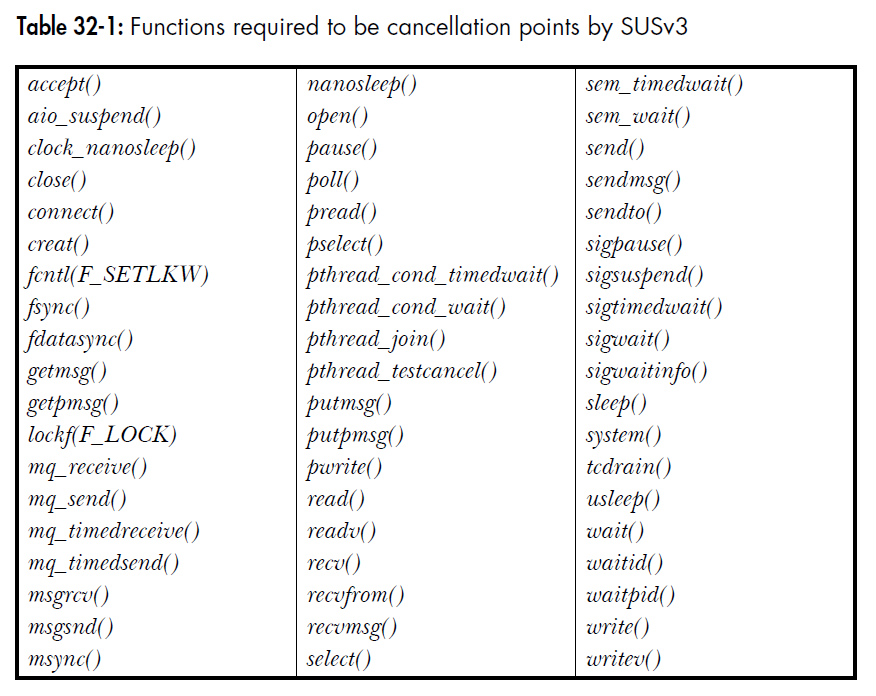 Table 32-1: Functions required to be cancellation points by SUSv3
accept()
aio_suspend()
clock_nanosleep()
close()
connect()
creat()
fcntl(F_SETLKW)
fsync()
fdatasync()
getmsg()
getpmsg()
lockf(F_LOCK)
mq_receive()
mq_send()
mq_timedreceive()
mq_timedsend()
msgrcv()
msgsnd()
msync()
nanosleep()
open()
pause()
poll()
pread()
pselect()
pthread_cond_timedwait()
pthread_cond_wait()
pthread_join()
pthread_testcancel()
putmsg()
putpmsg()
pwrite()
read()
readv()
recv()
recvfrom()
recvmsg()
select()
sem_timedwait()
sem_wait()
send()
sendmsg()
sendto()
sigpause()
sigsuspend()
sigtimedwait()
sigwait()
sigwaitinfo()
sleep()
system()
tcdrain()
usleep()
wait()
waitid()
waitpid()
write()
writev()